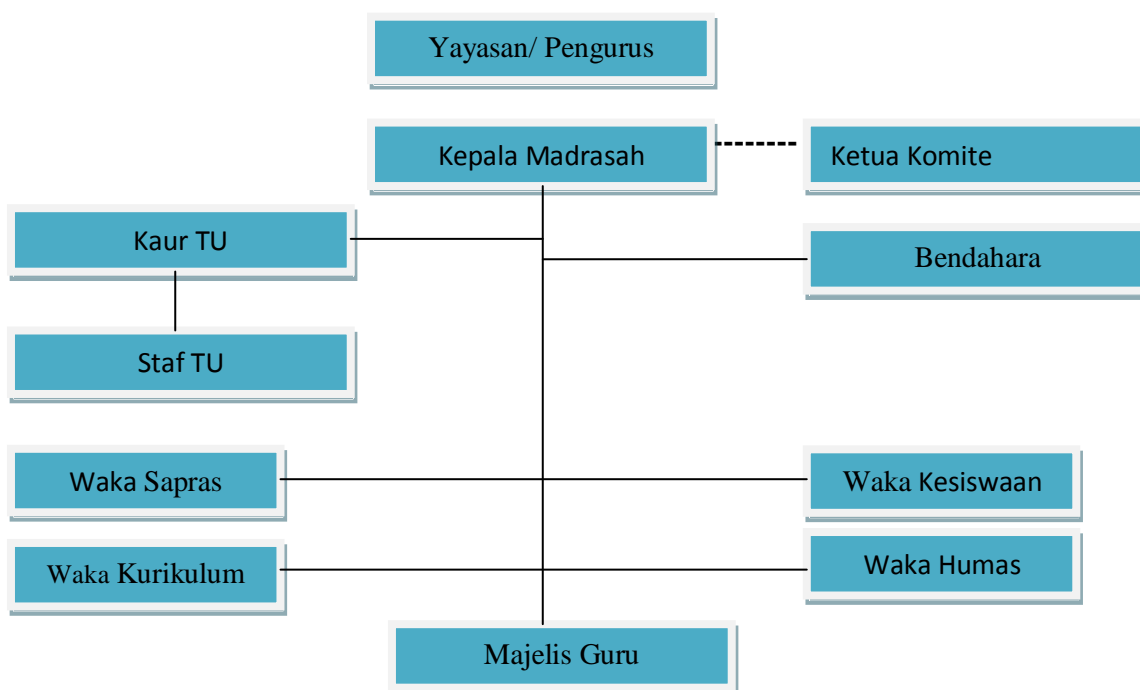 Yayasan/ Pengurus
Kepala Madrasah
Ketua Komite
Kaur TU
Bendahara
Staf TU
Waka Sapras
Waka Kesiswaan
Waka Kurikulum
Waka Humas
Majelis Guru